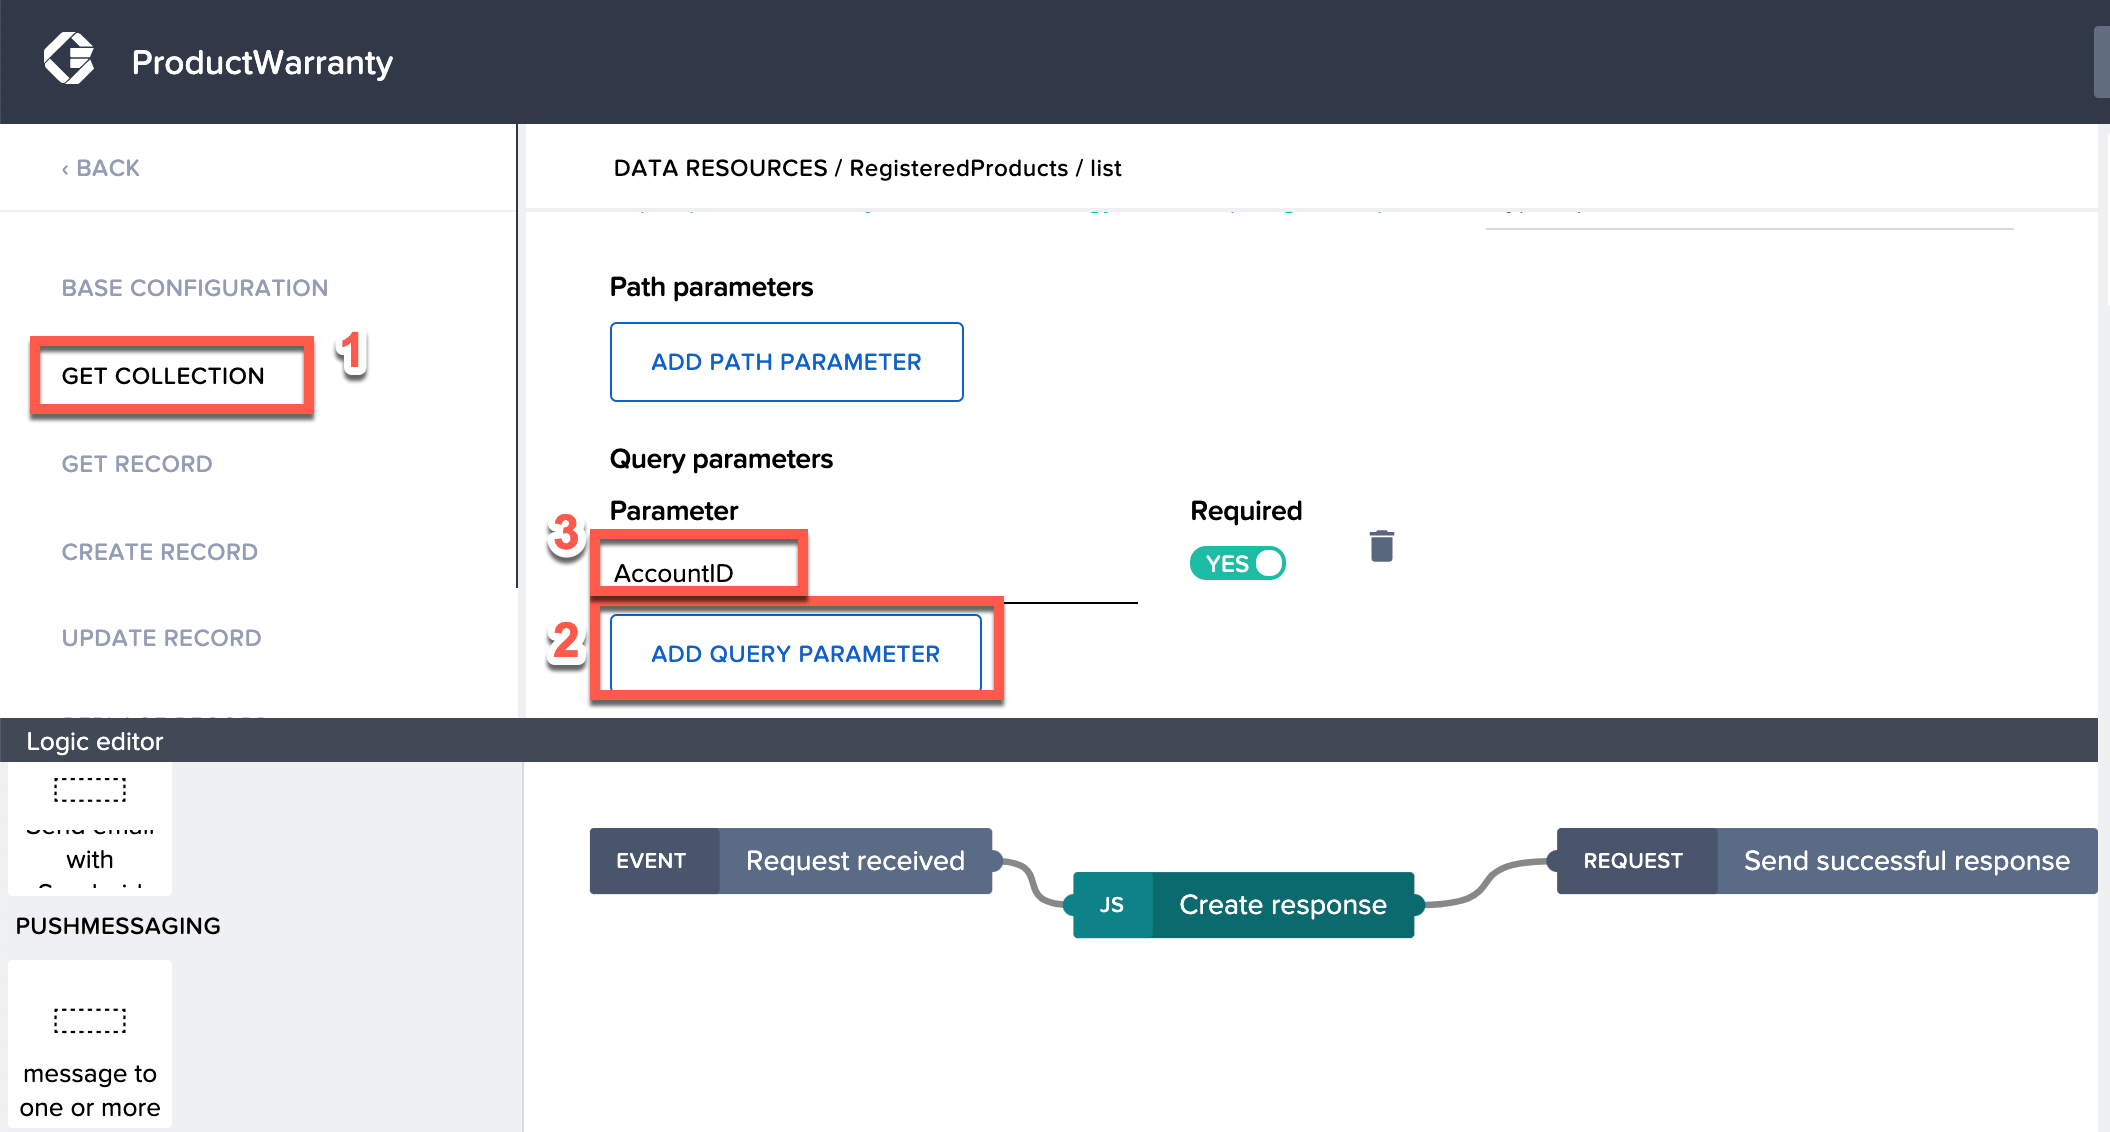 ProductWarranty
‹ BACK
DATA RESOURCES / RegisteredProducts / list
BASE CONFIGURATION
GET COLLECTION
1
GET RECORD
CREATE RECORD
UPDATE RECORD
Path parameters
ADD PATH PARAMETER
Query parameters
Parameter
Required
3
AccountID
YES
2
ADD QUERY PARAMETER
Logic editor
Send email
with
PUSHMESSAGING
message to
one or more
EVENT
Request received
JS
Create response
REQUEST
Send successful response